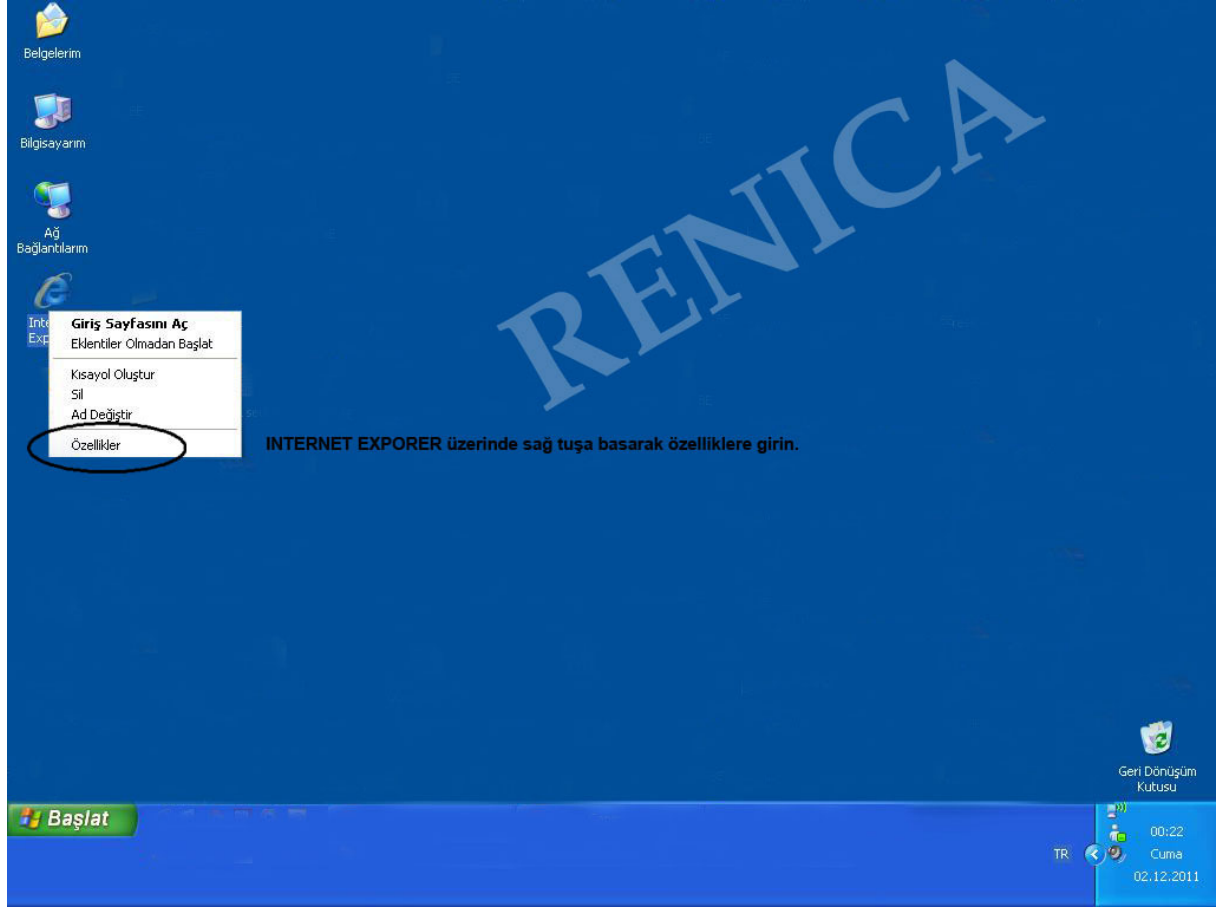 Belgelerim
Bilgisayarım
Ağ
Bağlantılarım
Giriş Sayfasını Aç
Eklentiler Olmadan Başlat
Kısayol Oluştur
Sil
Ad Değiştir
Özellikler
INTERNET EXPORER üzerinde sağ tuşa basarak özelliklere girin.
RENICA
Geri Dönüşüm
Kutusu
Başlat
TR
00:22
Cuma
02.12.2011